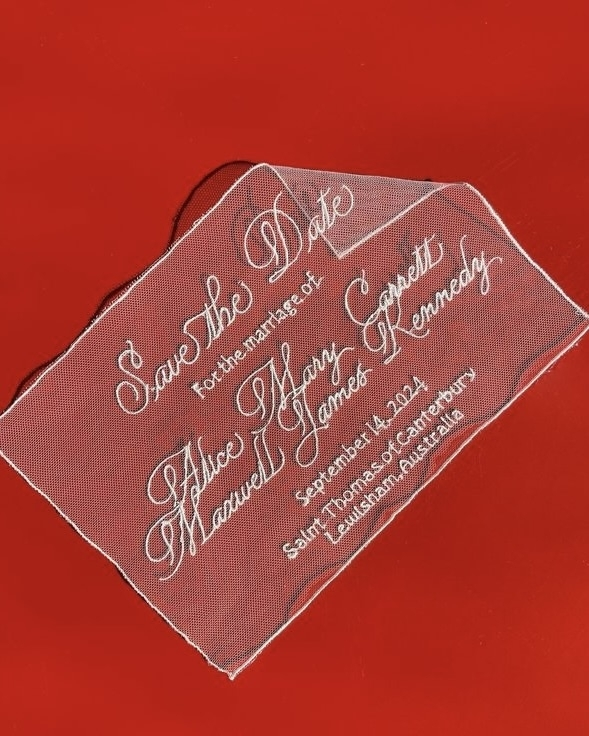 Save the Date
For the marriage of
Alice Mary Garrett
Maxwell James Kennedy
September 14, 2024
Saint Thomas of Canterbury
Lewisham, Australia